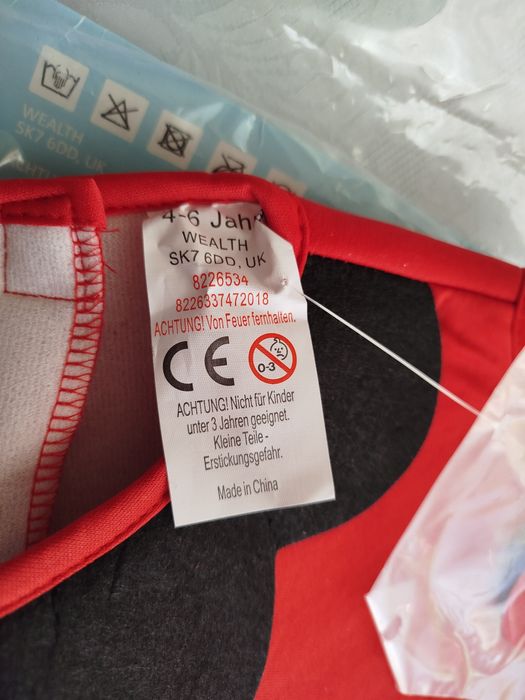 WEALTH
SK7 6DD, UK
4-6 Jahre
WEALTH
SK7 6DD, UK
8226534
8226337472018
ACHTUNG! Von Feuer fernhalten.
CE
0-3
ACHTUNG! Nicht für Kinder
unter 3 Jahren geeignet.
Kleine Teile -
Erstickungsgefahr.
Made in China